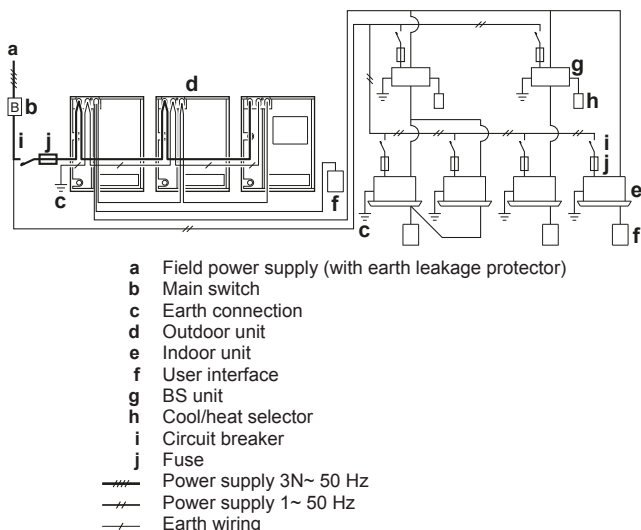 a
B
b
i
j
d
c
f
g
h
i
j
e
c
f
a Field power supply (with earth leakage protector)
b Main switch
c Earth connection
d Outdoor unit
e Indoor unit
f User interface
g BS unit
h Cool/heat selector
i Circuit breaker
j Fuse
Power supply 3N~ 50 Hz
Power supply 1~ 50 Hz
Earth wiring